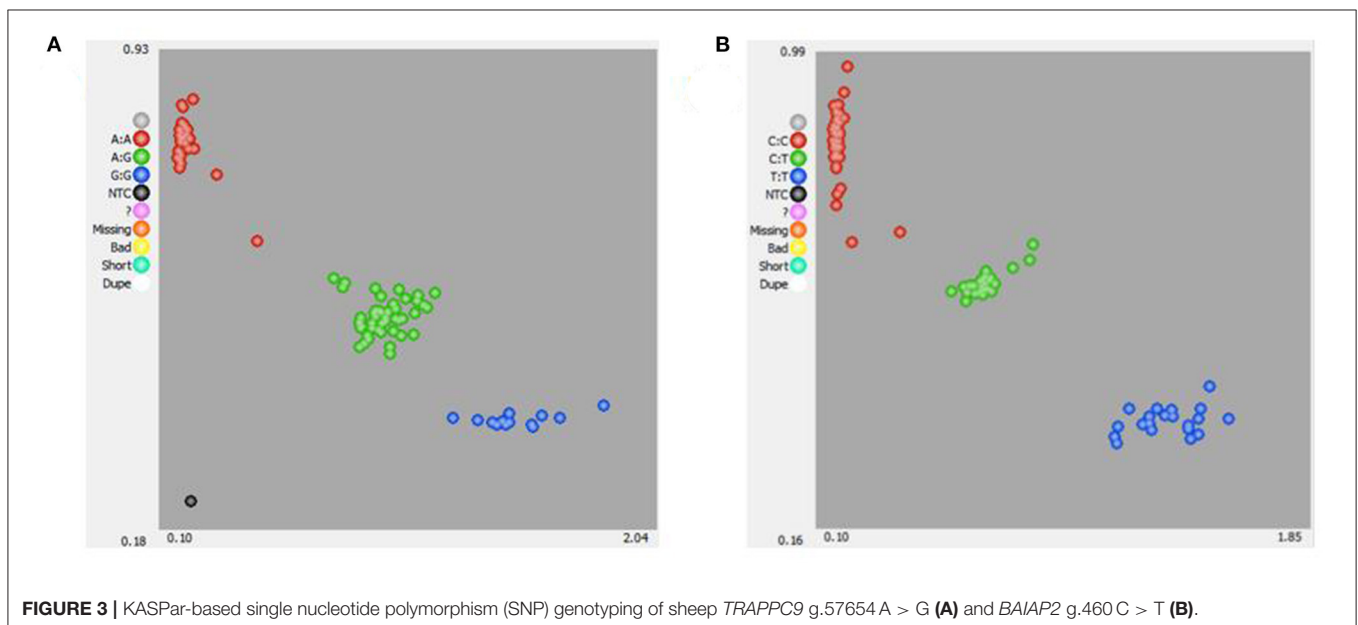 A
0.93
A:A
A:G
G:G
NTC
?
Missing
Bad
Short
Dupe
0.18
0.10
2.04
B
0.99
C:C
C:T
T:T
NTC
?
Missing
Bad
Short
Dupe
0.16
0.10
1.85
FIGURE 3 | KASPar-based single nucleotide polymorphism (SNP) genotyping of sheep TRAPPC9 g.57654 A > G (A) and BAIAP2 g.460 C > T (B).